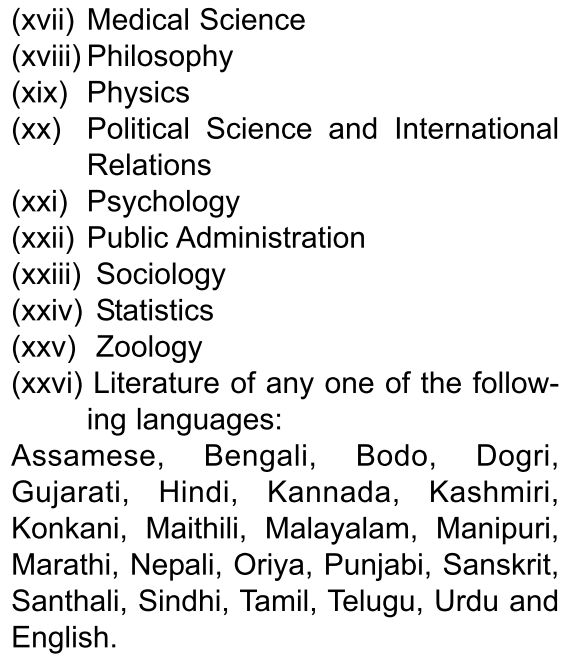 (xvii) Medical Science
(xviii) Philosophy
(xix) Physics
(xx) Political Science and International
Relations
(xxi) Psychology
(xxii) Public Administration
(xxiii) Sociology
(xxiv) Statistics
(xxv) Zoology
(xxvi) Literature of any one of the follow-
ing languages:
Assamese, Bengali, Bodo, Dogri,
Gujarati, Hindi, Kannada, Kashmiri,
Konkani, Maithili, Malayalam, Manipuri,
Marathi, Nepali, Oriya, Punjabi, Sanskrit,
Santhali, Sindhi, Tamil, Telugu, Urdu and
English.